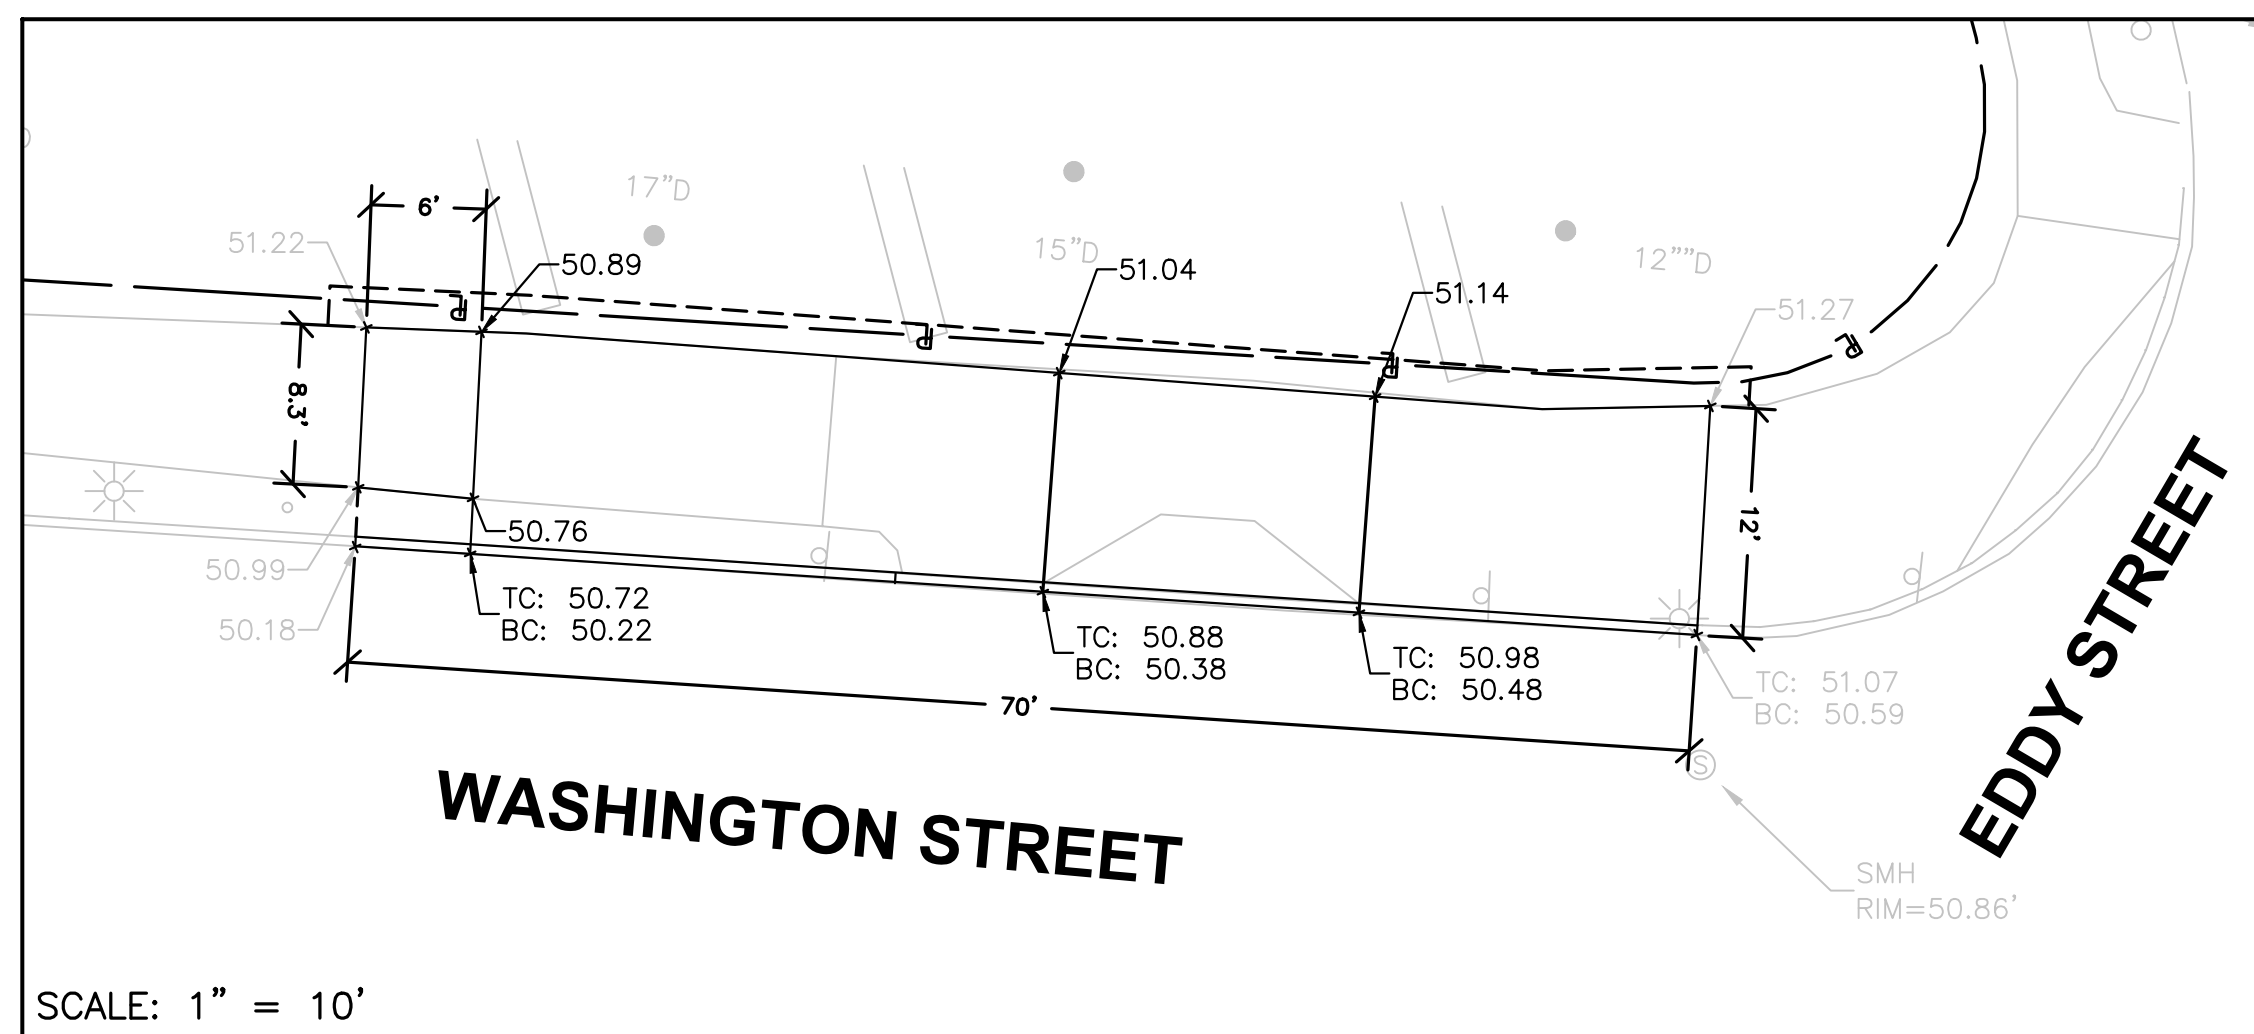 17"D
6'
51.22
50.89
15"D
51.04
12""D
51.14
51.27
8.3'
12'
50.76
50.99
TC: 50.72
BC: 50.22
50.18
TC: 50.88
BC: 50.38
TC: 50.98
BC: 50.48
TC: 51.07
BC: 50.59
70'
S
WASHINGTON STREET
EDDY STREET
SMH
RIM=50.86'
SCALE: 1" = 10'